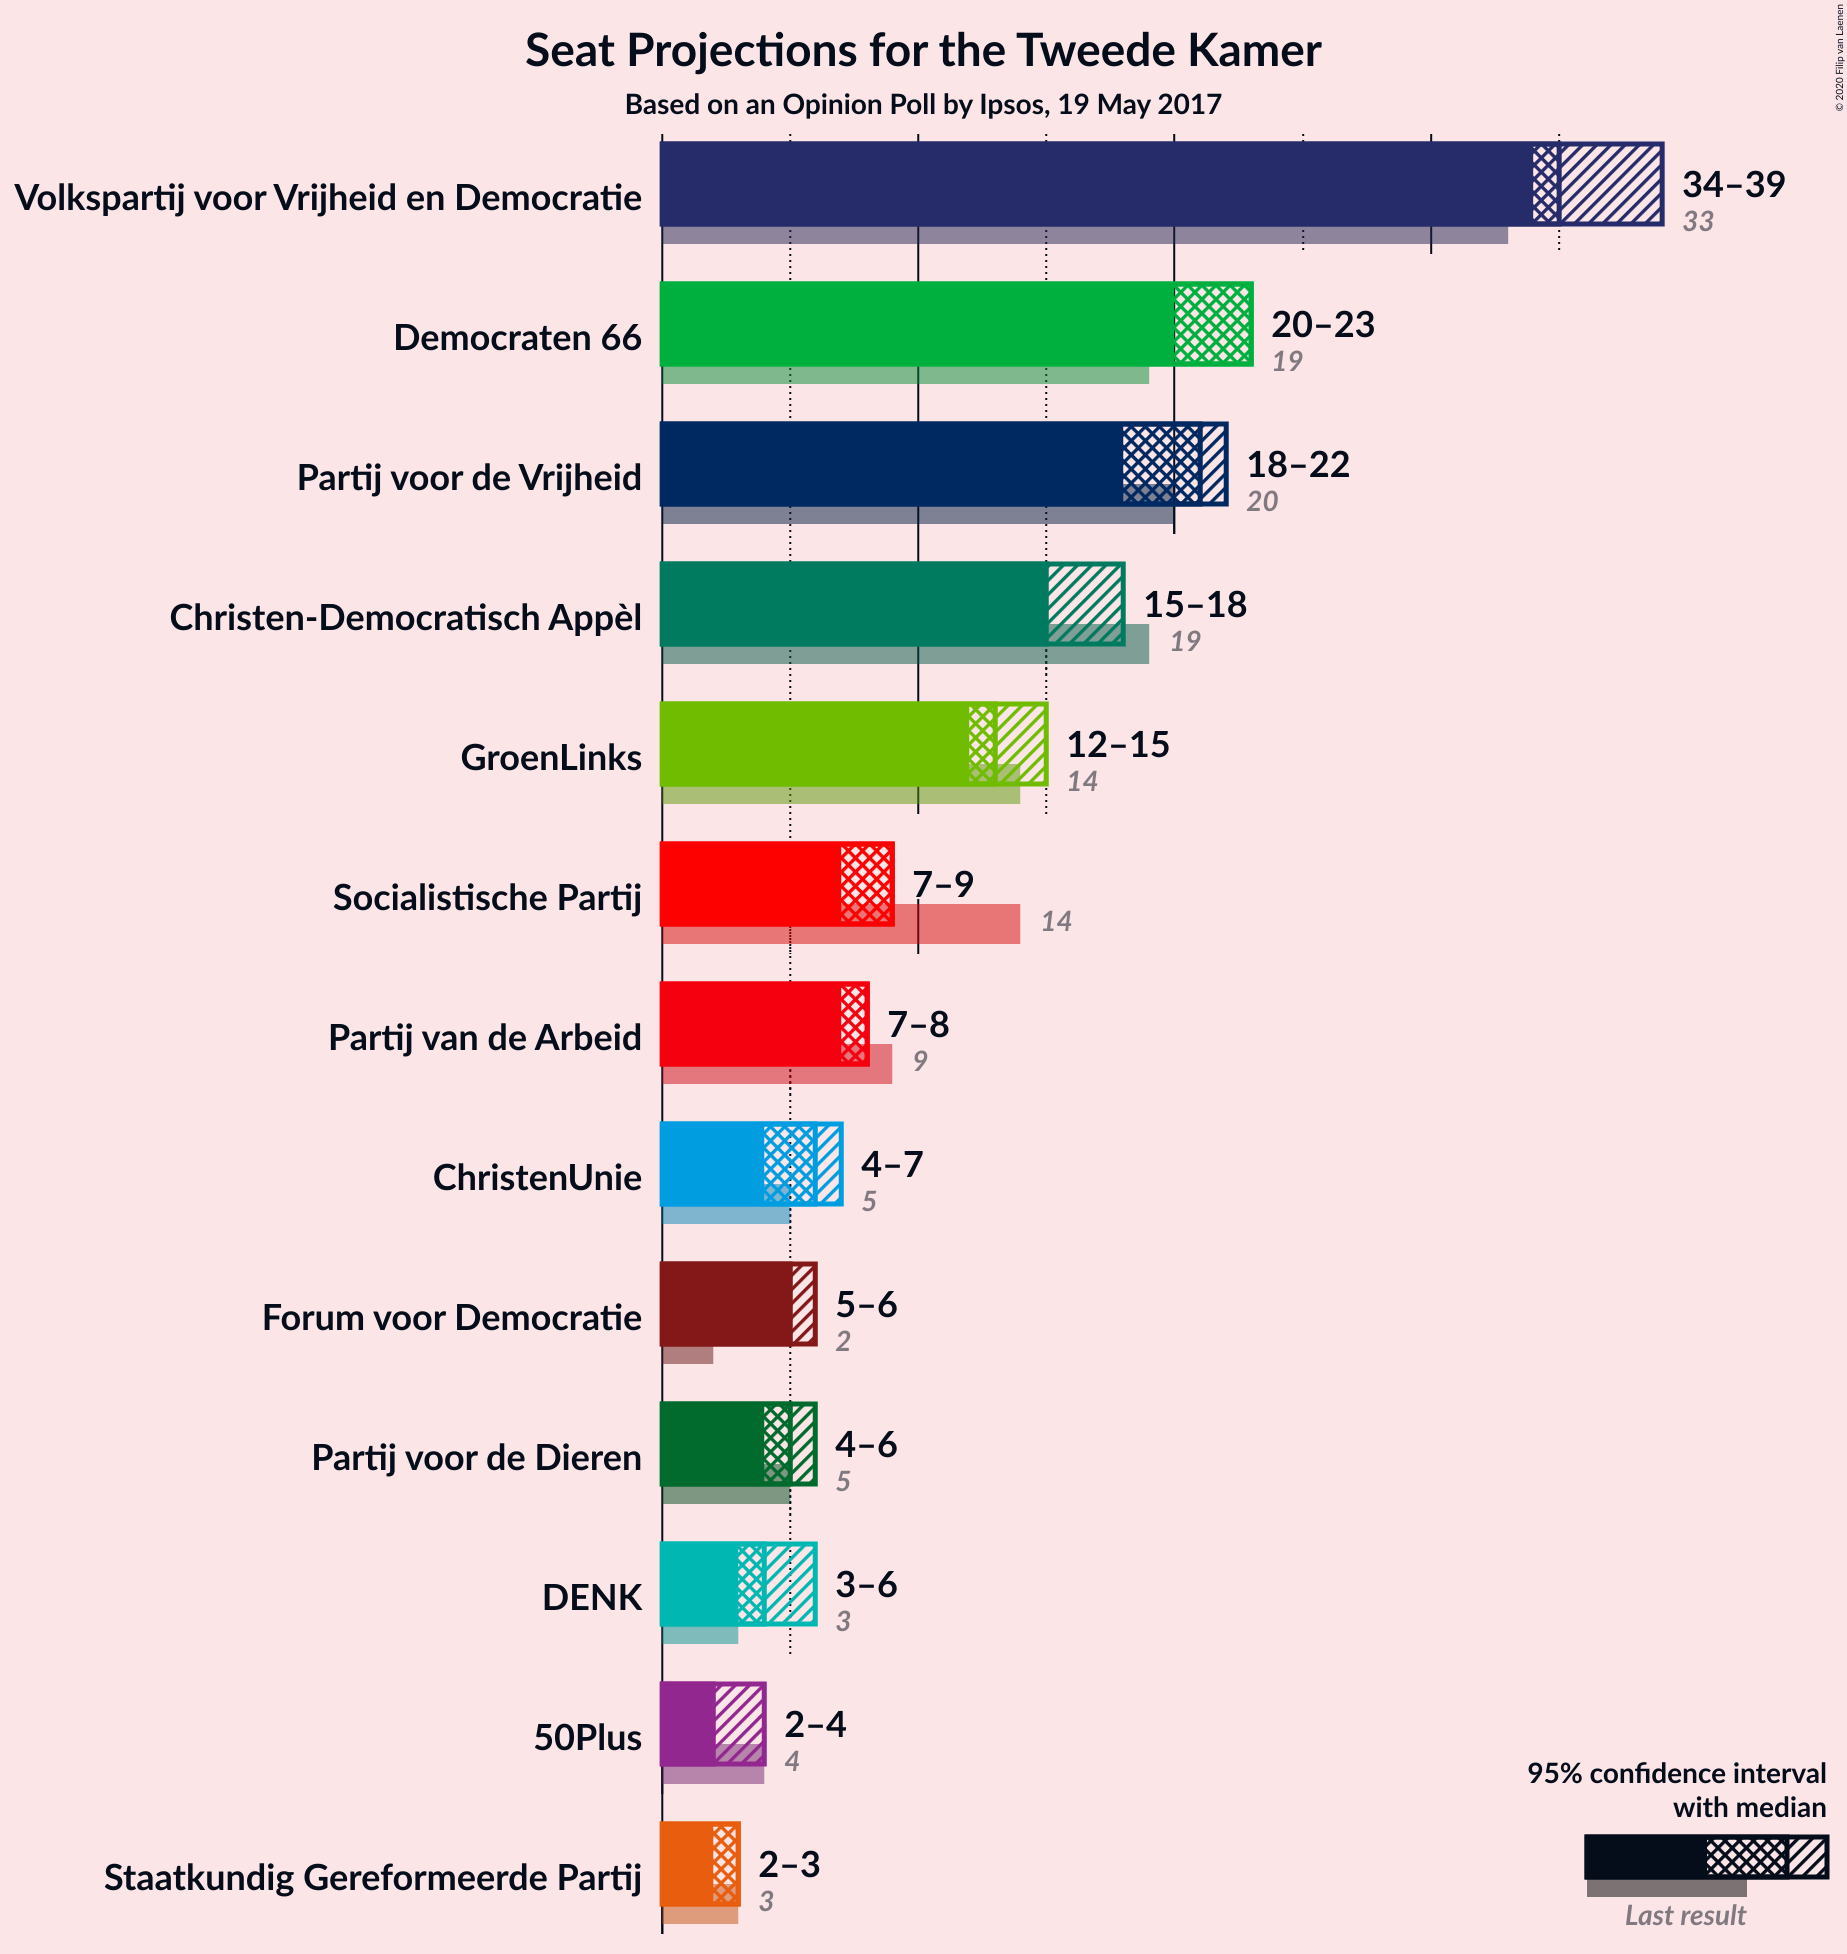 Seat Projections for the Tweede Kamer
Based on an Opinion Poll by Ipsos, 19 May 2017
© 2020 Filip van Laenen
Volkspartij voor Vrijheid en Democratie
34–39
33
Democraten 66
20–23
19
Partij voor de Vrijheid
18–22
20
Christen-Democratisch Appèl
15–18
19
GroenLinks
12–15
14
Socialistische Partij
7–9
14
Partij van de Arbeid
7–8
9
ChristenUnie
4–7
5
Forum voor Democratie
5–6
2
Partij voor de Dieren
4–6
5
DENK
3–6
3
50Plus
2–4
4
Staatkundig Gereformeerde Partij
2–3
3
95% confidence interval
with median
Last result